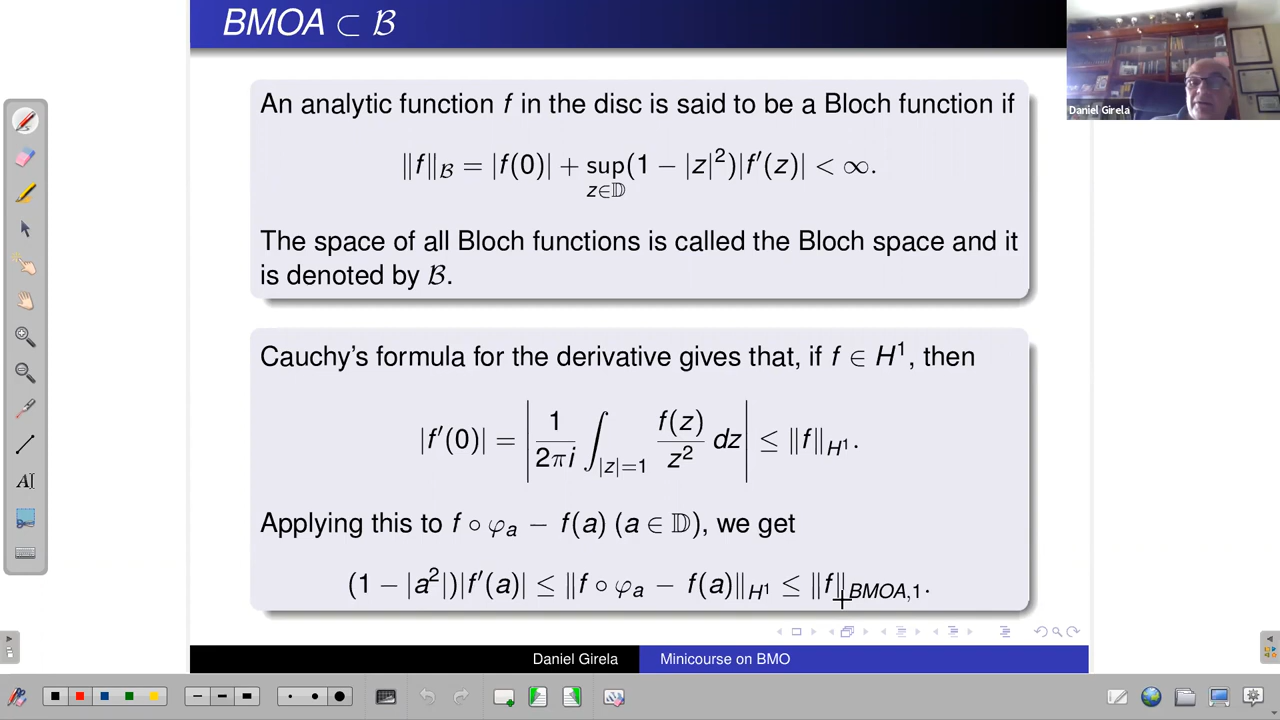 BMOA ⊂ ℬ
Daniel Girela
An analytic function f in the disc is said to be a Bloch function if
‖f‖_ℬ = |f(0)| + sup_{z∈𝔻}(1 − |z|²)|f′(z)| < ∞.
The space of all Bloch functions is called the Bloch space and it
is denoted by ℬ.
Cauchy's formula for the derivative gives that, if f ∈ H¹, then
|f′(0)| = |1/(2πi) ∫_{|z|=1} f(z)/z² dz| ≤ ‖f‖_{H¹}.
Applying this to f ∘ φ_a − f(a) (a ∈ 𝔻), we get
(1 − |a²|)|f′(a)| ≤ ‖f ∘ φ_a − f(a)‖_{H¹} ≤ ‖f‖_{BMOA,1}.
Daniel Girela
Minicourse on BMO